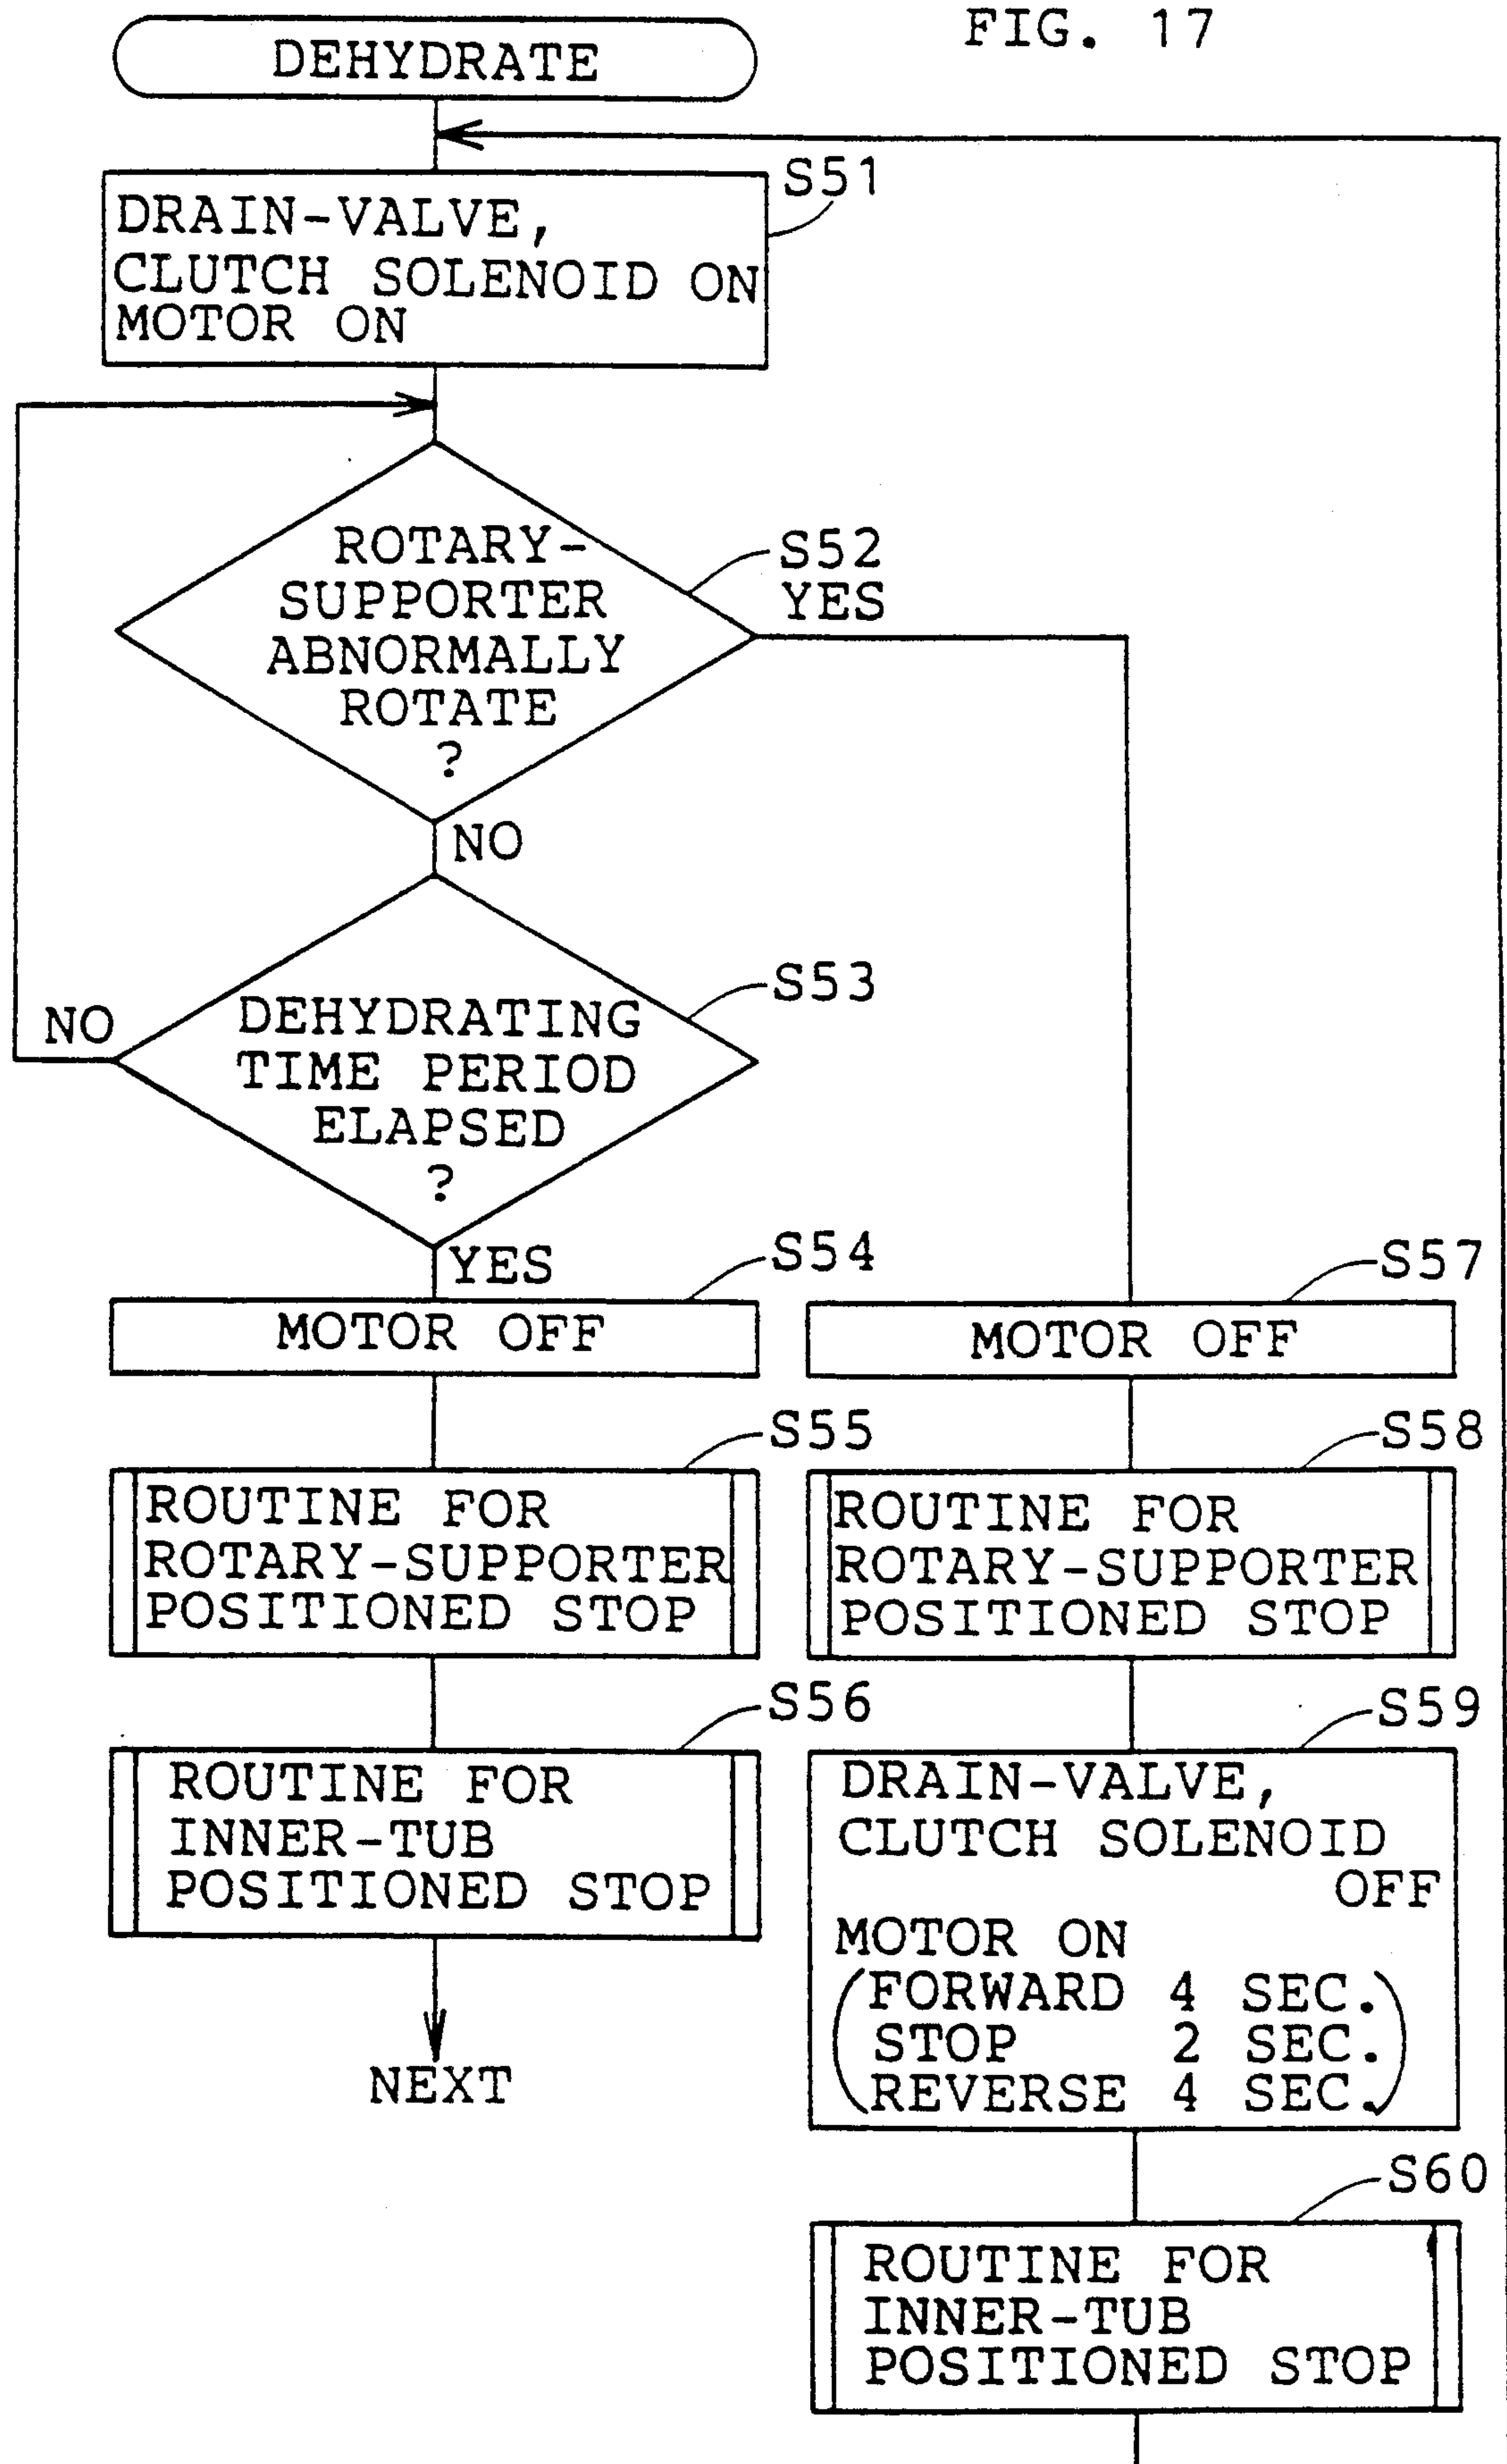 FIG. 17
DEHYDRATE
S51
DRAIN-VALVE,
CLUTCH SOLENOID ON
MOTOR ON
S52
ROTARY-
SUPPORTER
ABNORMALLY
ROTATE
?
YES
NO
S53
DEHYDRATING
TIME PERIOD
ELAPSED
?
NO
YES
S54
MOTOR OFF
S55
ROUTINE FOR
ROTARY-SUPPORTER
POSITIONED STOP
S56
ROUTINE FOR
INNER-TUB
POSITIONED STOP
NEXT
S57
MOTOR OFF
S58
ROUTINE FOR
ROTARY-SUPPORTER
POSITIONED STOP
S59
DRAIN-VALVE,
CLUTCH SOLENOID
OFF
MOTOR ON
(FORWARD 4 SEC.
STOP 2 SEC.
REVERSE 4 SEC.)
S60
ROUTINE FOR
INNER-TUB
POSITIONED STOP